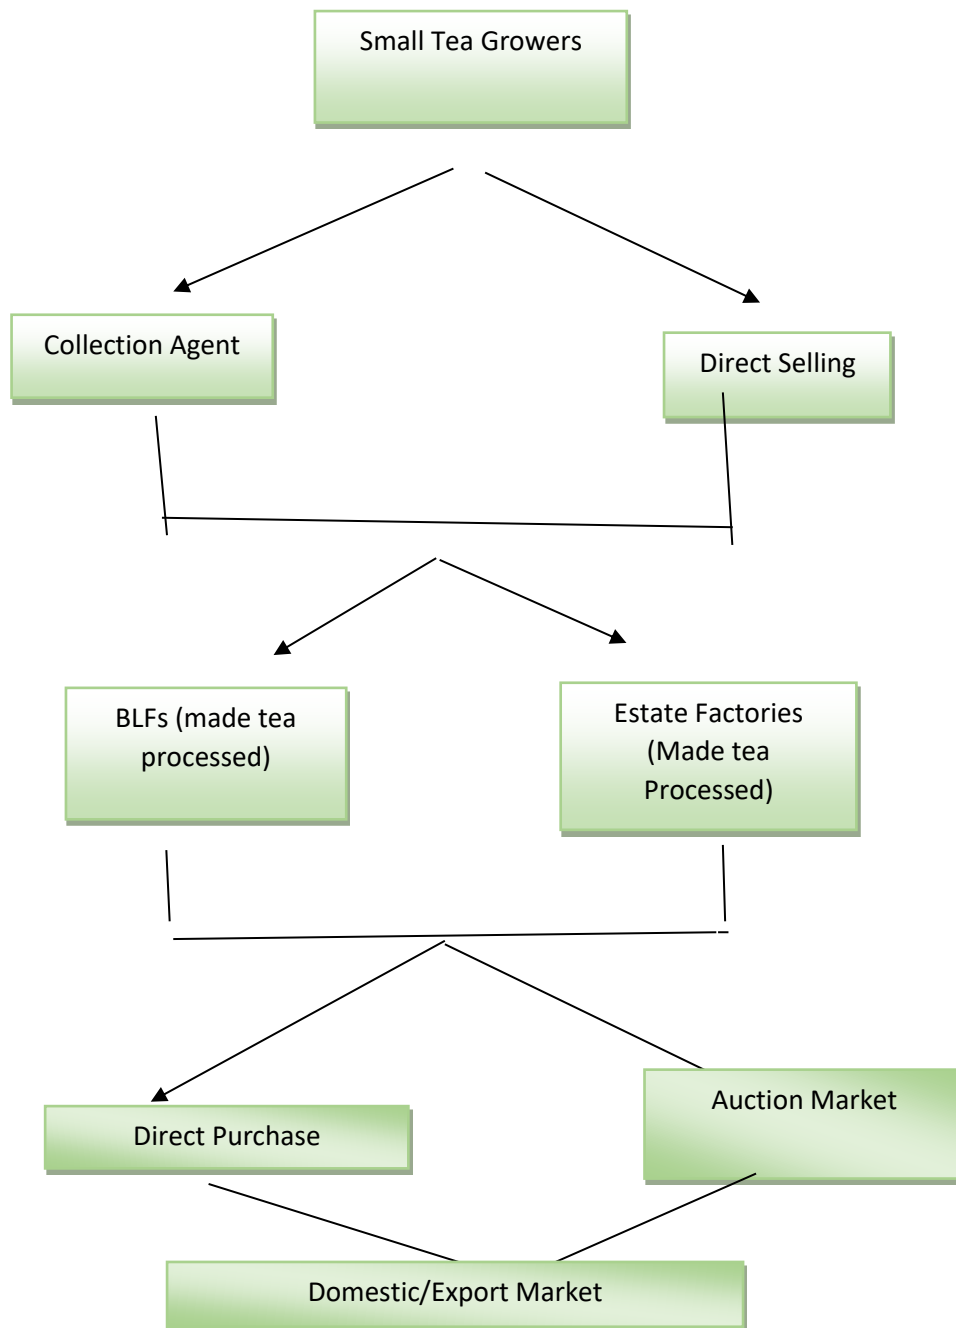 Small Tea Growers
Collection Agent
Direct Selling
BLFs (made tea
processed)
Estate Factories
(Made tea
Processed)
Direct Purchase
Auction Market
Domestic/Export Market